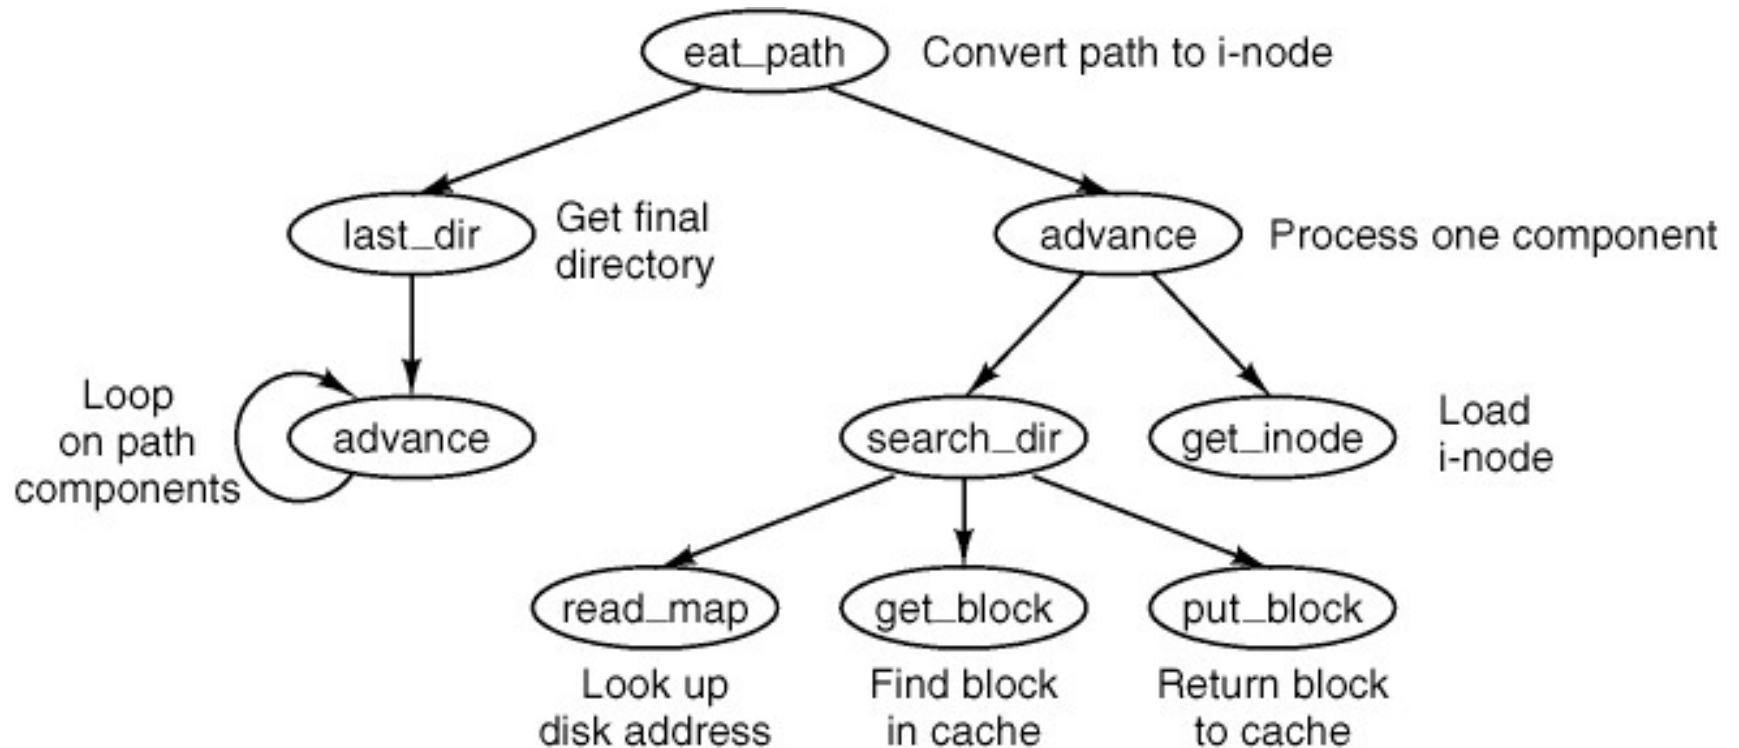 eat_path
Convert path to i-node
last_dir
Get final
directory
advance
Process one component
Loop
on path
components
advance
search_dir
get_inode
Load
i-node
read_map
get_block
put_block
Look up
disk address
Find block
in cache
Return block
to cache